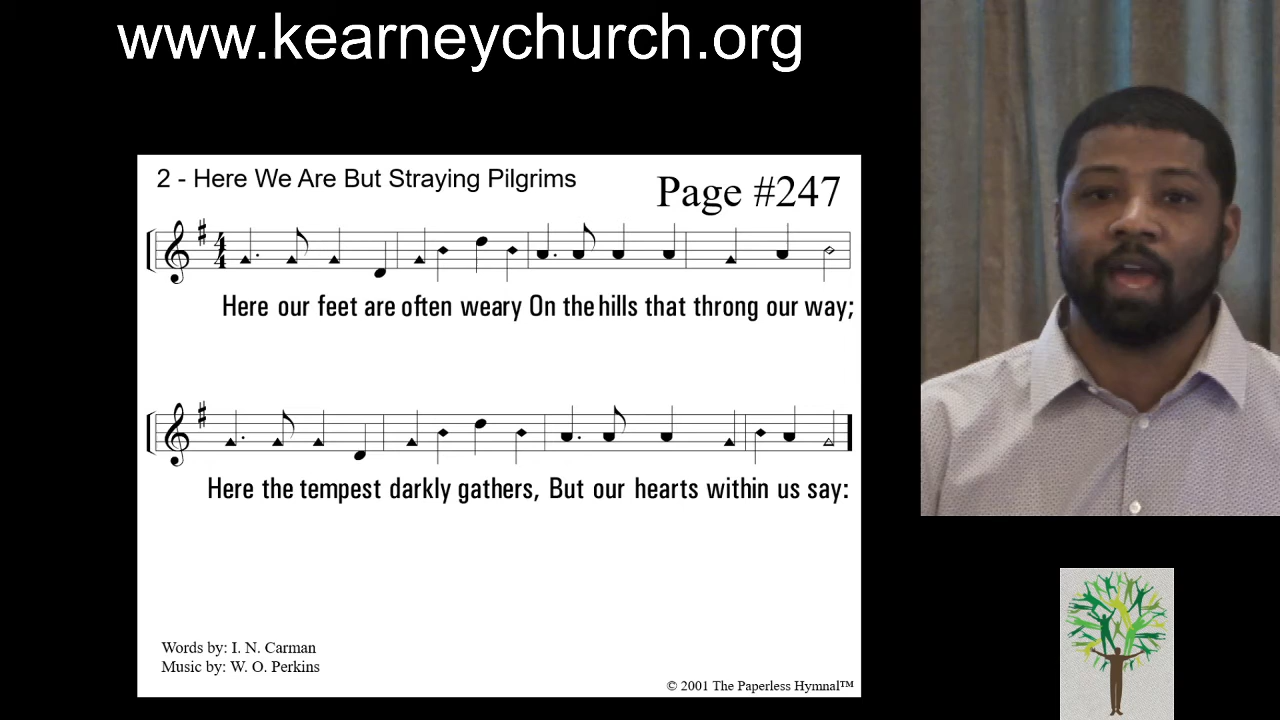 www.kearneychurch.org
2 - Here We Are But Straying Pilgrims
Page #247
Here our feet are often weary On the hills that throng our way;
Here the tempest darkly gathers, But our hearts within us say:
Words by: I. N. Carman
Music by: W. O. Perkins
© 2001 The Paperless Hymnal™